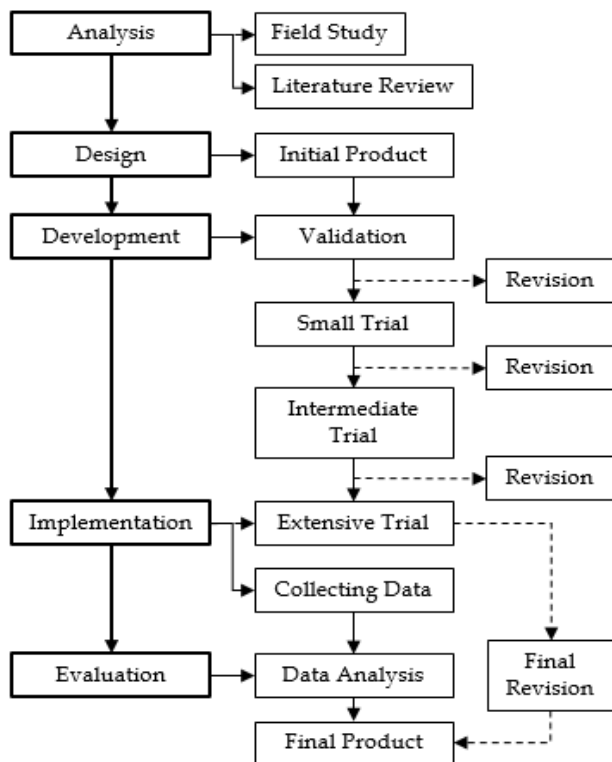 Analysis
Field Study
Literature Review
Design
Initial Product
Development
Validation
Revision
Small Trial
Revision
Intermediate
Trial
Revision
Implementation
Extensive Trial
Collecting Data
Evaluation
Data Analysis
Final
Revision
Final Product